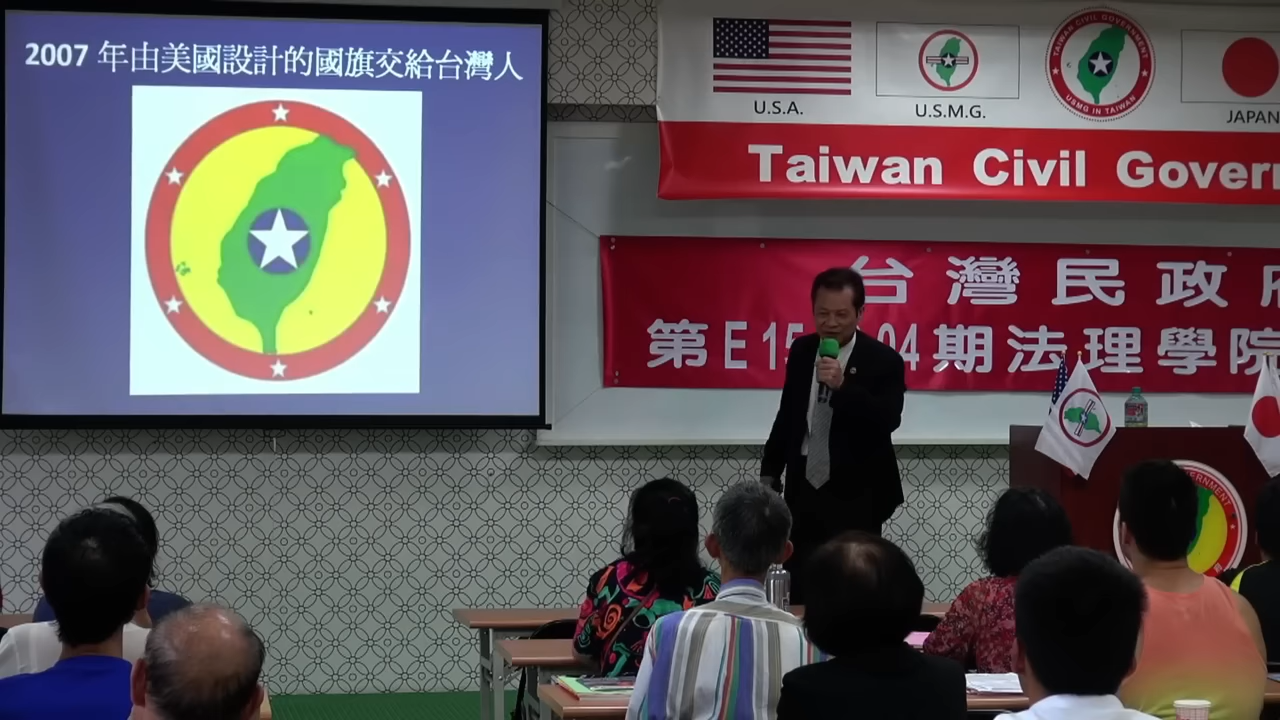 2007 年由美國設計的國旗交給台灣人
U.S.A.
U.S.M.G.
TAIWAN CIVIL GOVERNMENT
USMG IN TAIWAN
JAPAN
Taiwan Civil Govern
台灣民政府
第E15 04期法理學院